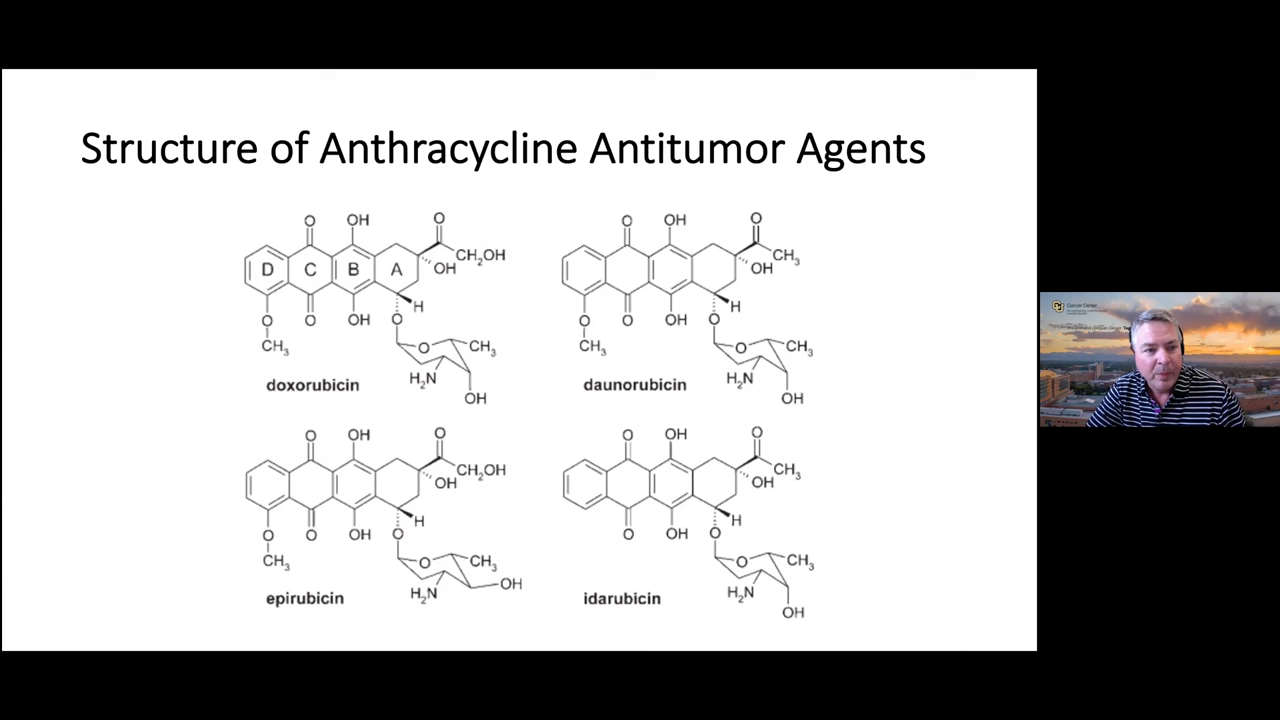 Structure of Anthracycline Antitumor Agents
O OH O
CH₂OH
D C B A OH
H
O O OH O
CH₃ O CH₃
H₂N
doxorubicin
OH
O OH O
CH₃
OH
H
O O OH O
CH₃ O CH₃
H₂N
daunorubicin
OH
O OH O
CH₂OH
OH
H
O O OH O
CH₃ O CH₃
OH
H₂N
epirubicin
O OH O
CH₃
OH
H
O OH O
O CH₃
H₂N
idarubicin
OH
Cancer Center